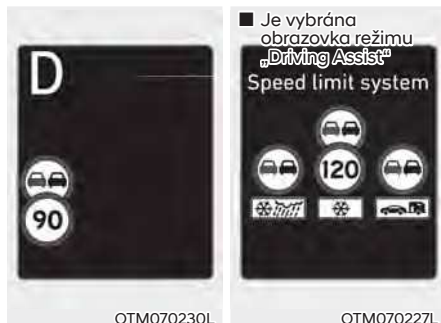 D
90
OTM070230L
■ Je vybrána
obrazovka režimu
„Driving Assist“
Speed limit system
120
OTM070227L